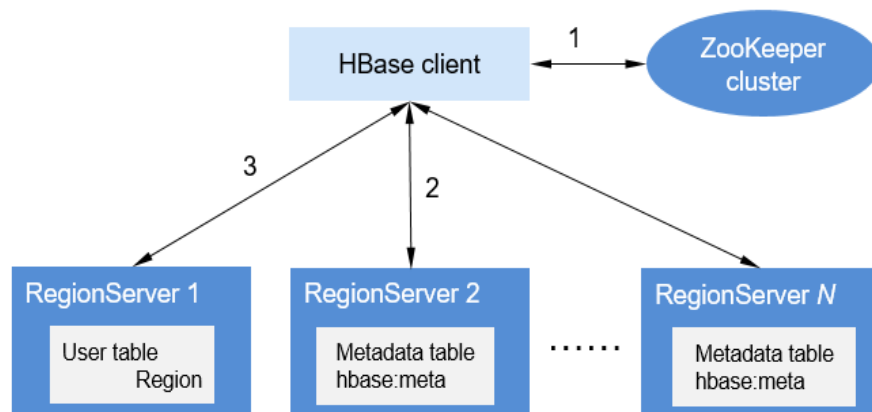 1
ZooKeeper
cluster
HBase client
3
2
RegionServer 1
User table
Region
RegionServer 2
Metadata table
hbase:meta
......
RegionServer N
Metadata table
hbase:meta